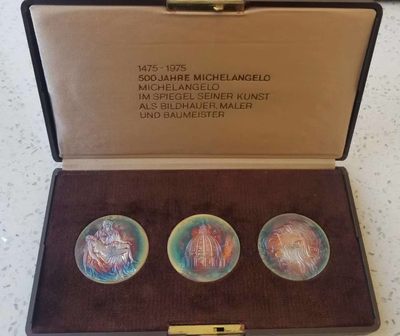 1475-1975
500 JAHRE MICHELANGELO
MICHELANGELO
IM SPIEGEL SEINER KUNST
ALS BILDHAUER, MALER
UND BAUMEISTER